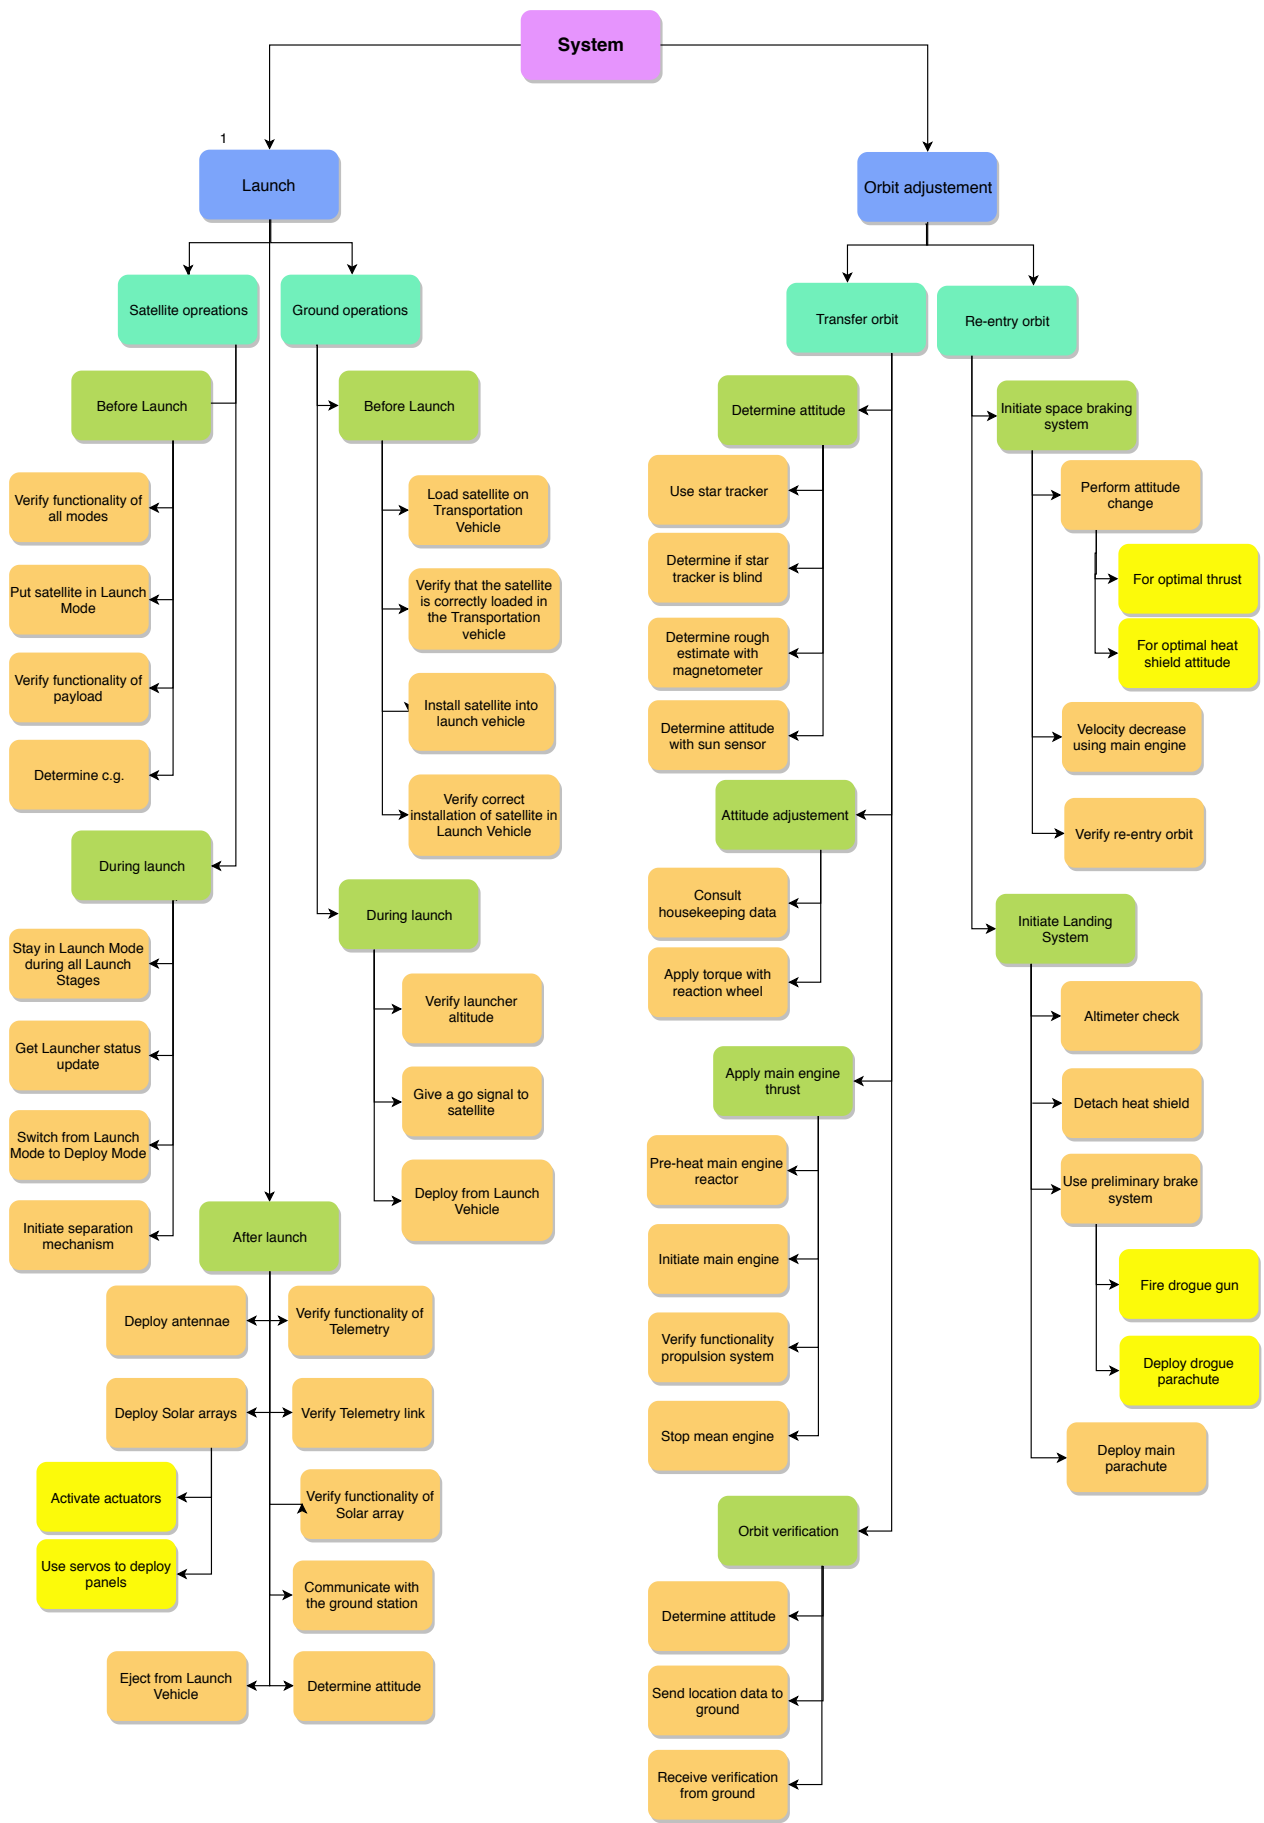 System
1
Launch
Orbit adjustement
Satellite opreations
Ground operations
Transfer orbit
Re-entry orbit
Before Launch
Verify functionality of
all modes
Put satellite in Launch
Mode
Verify functionality of
payload
Determine c.g.
During launch
Stay in Launch Mode
during all Launch
Stages
Get Launcher status
update
Switch from Launch
Mode to Deploy Mode
Initiate separation
mechanism
Before Launch
Load satellite on
Transportation
Vehicle
Verify that the satellite
is correctly loaded in
the Transportation
vehicle
Install satellite into
launch vehicle
Verify correct
installation of satellite in
Launch Vehicle
During launch
Verify launcher
altitude
Give a go signal to
satellite
Deploy from Launch
Vehicle
After launch
Deploy antennae
Verify functionality of
Telemetry
Deploy Solar arrays
Verify Telemetry link
Activate actuators
Use servos to deploy
panels
Verify functionality of
Solar array
Communicate with
the ground station
Eject from Launch
Vehicle
Determine attitude
Determine attitude
Use star tracker
Determine if star
tracker is blind
Determine rough
estimate with
magnetometer
Determine attitude
with sun sensor
Attitude adjustement
Consult
housekeeping data
Apply torque with
reaction wheel
Apply main engine
thrust
Pre-heat main engine
reactor
Initiate main engine
Verify functionality
propulsion system
Stop mean engine
Orbit verification
Determine attitude
Send location data to
ground
Receive verification
from ground
Initiate space braking
system
Perform attitude
change
For optimal thrust
For optimal heat
shield attitude
Velocity decrease
using main engine
Verify re-entry orbit
Initiate Landing
System
Altimeter check
Detach heat shield
Use preliminary brake
system
Fire drogue gun
Deploy drogue
parachute
Deploy main
parachute